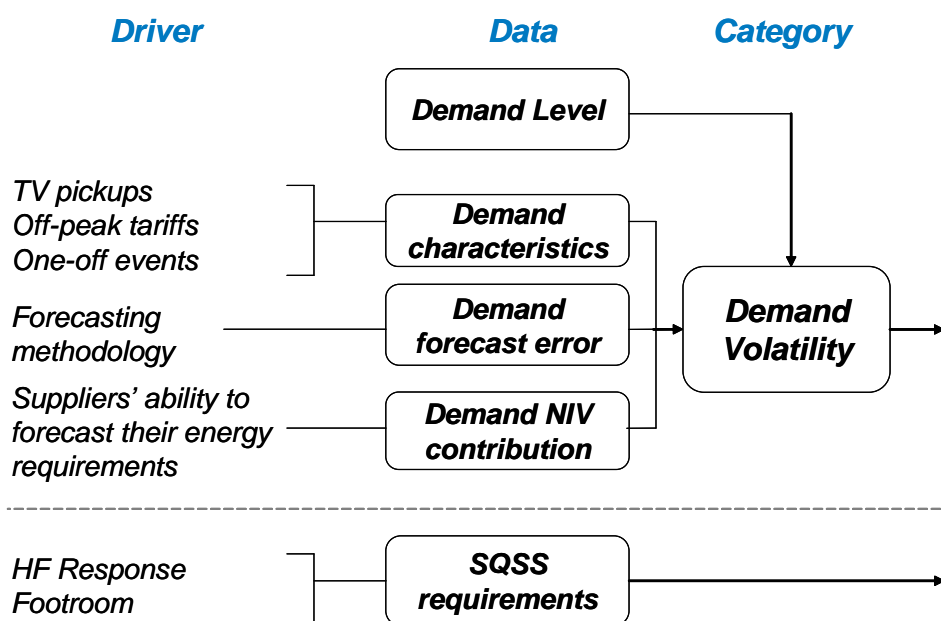 Driver
Data
Category
Demand Level
TV pickups
Off-peak tariffs
One-off events
Demand
characteristics
Forecasting
methodology
Demand
forecast error
Demand
Volatility
Suppliers’ ability to
forecast their energy
requirements
Demand NIV
contribution
HF Response
Footroom
SQSS
requirements